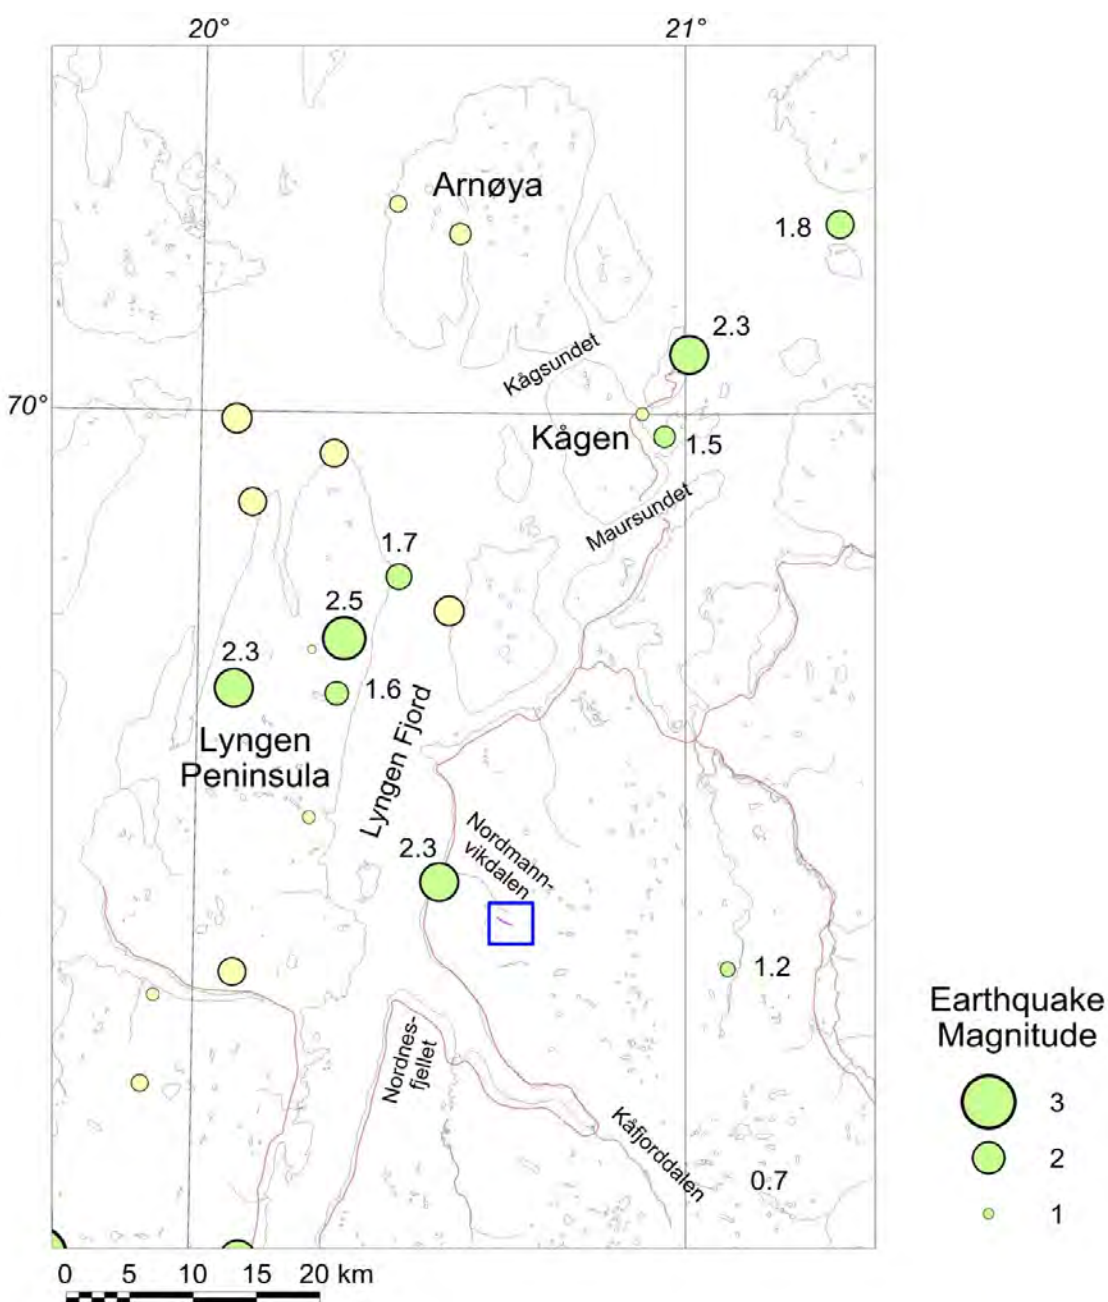 20°
21°
Arnøya
1.8
2.3
Kågsundet
70°
Kågen
1.5
Maursundet
1.7
2.5
2.3
1.6
Lyngen
Peninsula
Lyngen Fjord
Nordmann-
vikdalen
2.3
1.2
Nordnes-
fjellet
Kåfjorddalen
0.7
Earthquake
Magnitude
3
2
1
0 5 10 15 20 km